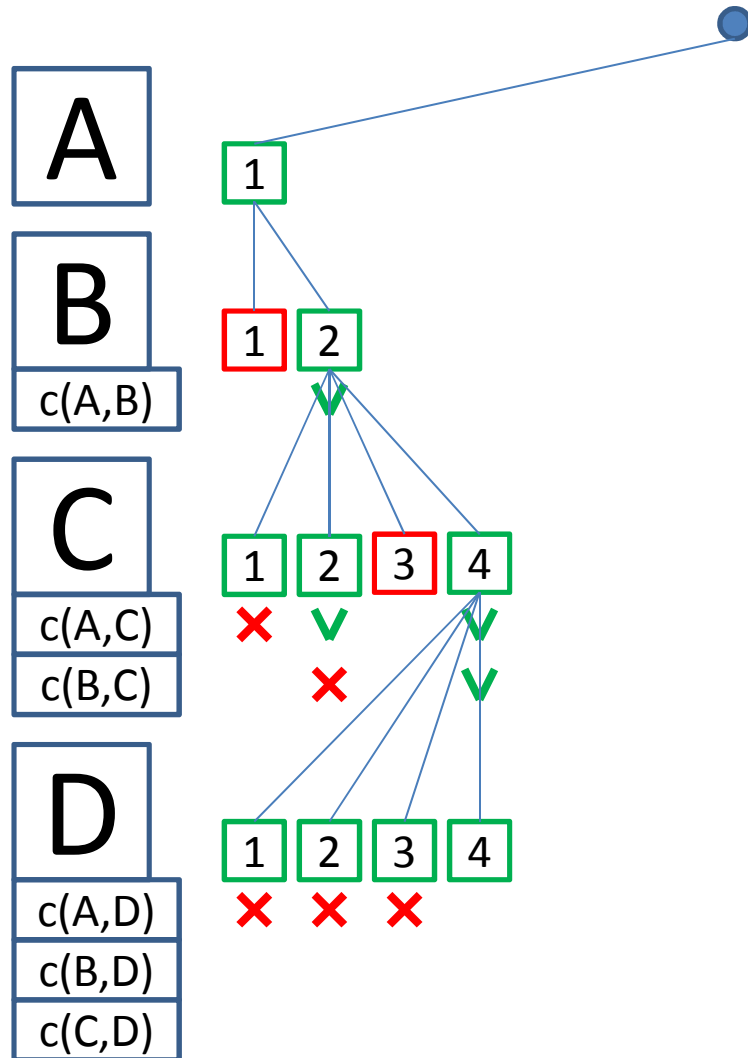 A
1
B
1 2
c(A,B)
C
1 2 3 4
c(A,C)
c(B,C)
D
1 2 3 4
c(A,D)
c(B,D)
c(C,D)